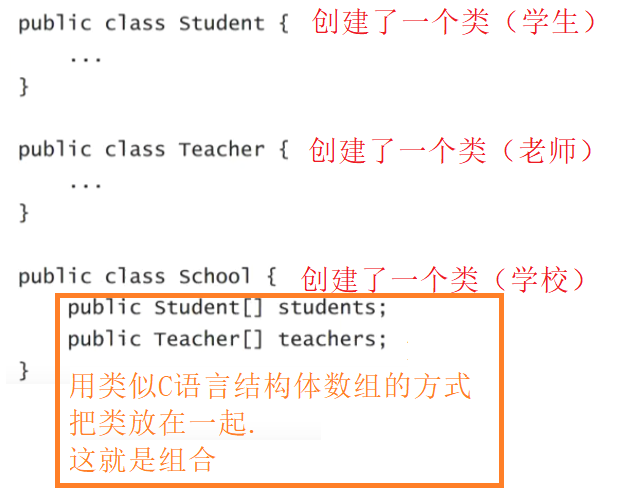 public class Student { 创建了一个类（学生）
...
}
public class Teacher { 创建了一个类（老师）
...
}
public class School { 创建了一个类（学校）
public Student[] students;
public Teacher[] teachers;
}
用类似C语言结构体数组的方式
把类放在一起.
这就是组合